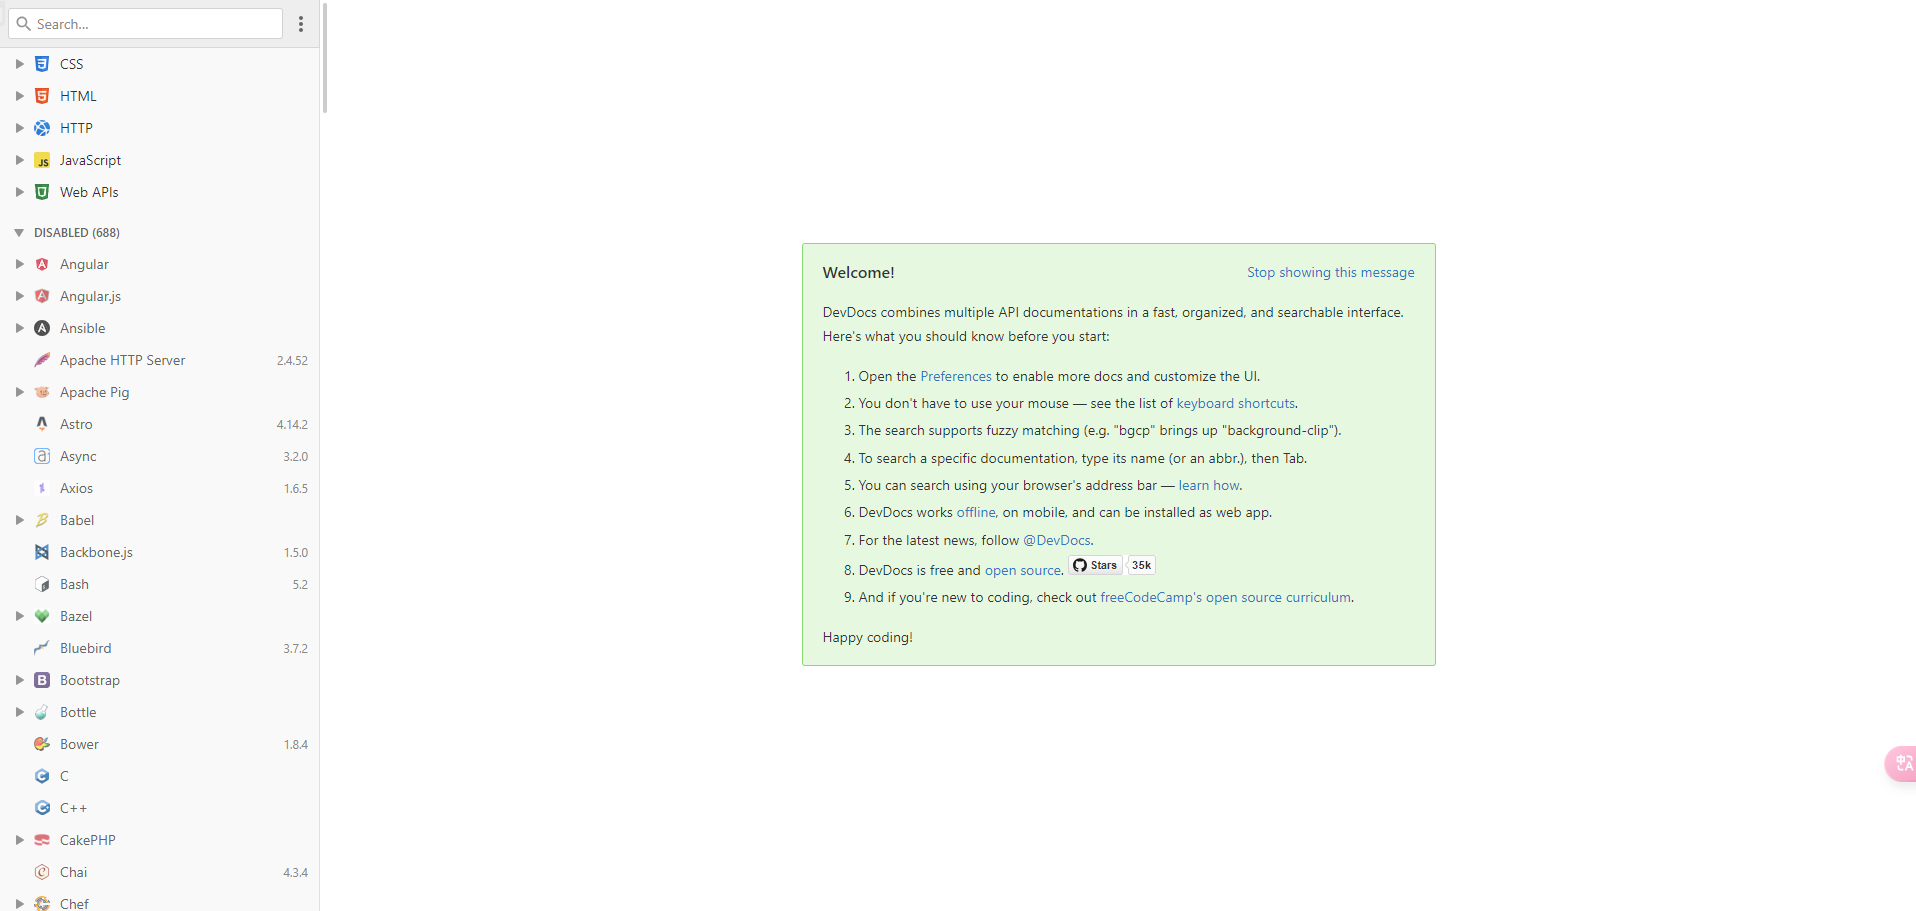 Search...
CSS
HTML
HTTP
JavaScript
Web APIs
DISABLED (688)
Angular
Angular.js
Ansible
Apache HTTP Server 2.4.52
Apache Pig
Astro 4.14.2
Async 3.2.0
Axios 1.6.5
Babel
Backbone.js 1.5.0
Bash 5.2
Bazel
Bluebird 3.7.2
Bootstrap
Bottle
Bower 1.8.4
C
C++
CakePHP
Chai 4.3.4
Chef
Welcome! Stop showing this message
DevDocs combines multiple API documentations in a fast, organized, and searchable interface.
Here's what you should know before you start:
1. Open the Preferences to enable more docs and customize the UI.
2. You don't have to use your mouse — see the list of keyboard shortcuts.
3. The search supports fuzzy matching (e.g. "bgcp" brings up "background-clip").
4. To search a specific documentation, type its name (or an abbr.), then Tab.
5. You can search using your browser's address bar — learn how.
6. DevDocs works offline, on mobile, and can be installed as web app.
7. For the latest news, follow @DevDocs.
8. DevDocs is free and open source. Stars 35k
9. And if you're new to coding, check out freeCodeCamp's open source curriculum.
Happy coding!